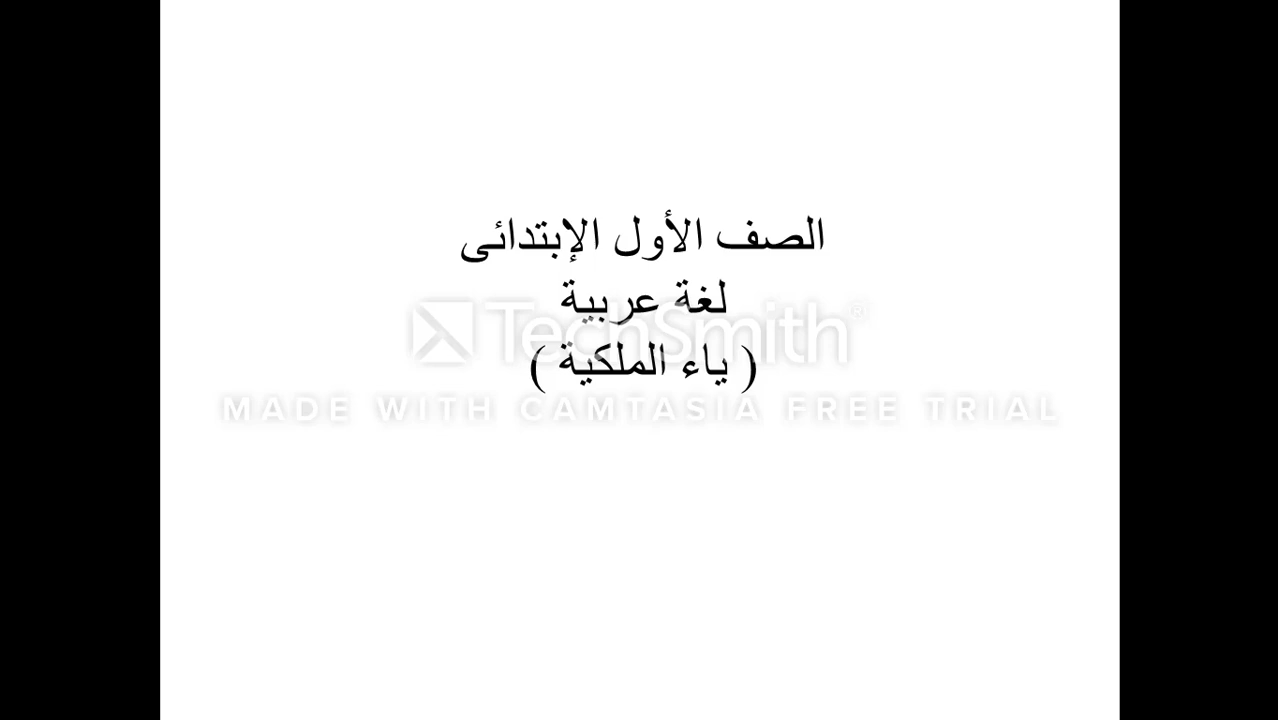 الصف الأول الإبتدائى
لغة عربية
TechSmith®
( ياء الملكية )
MADE WITH CAMTASIA FREE TRIAL